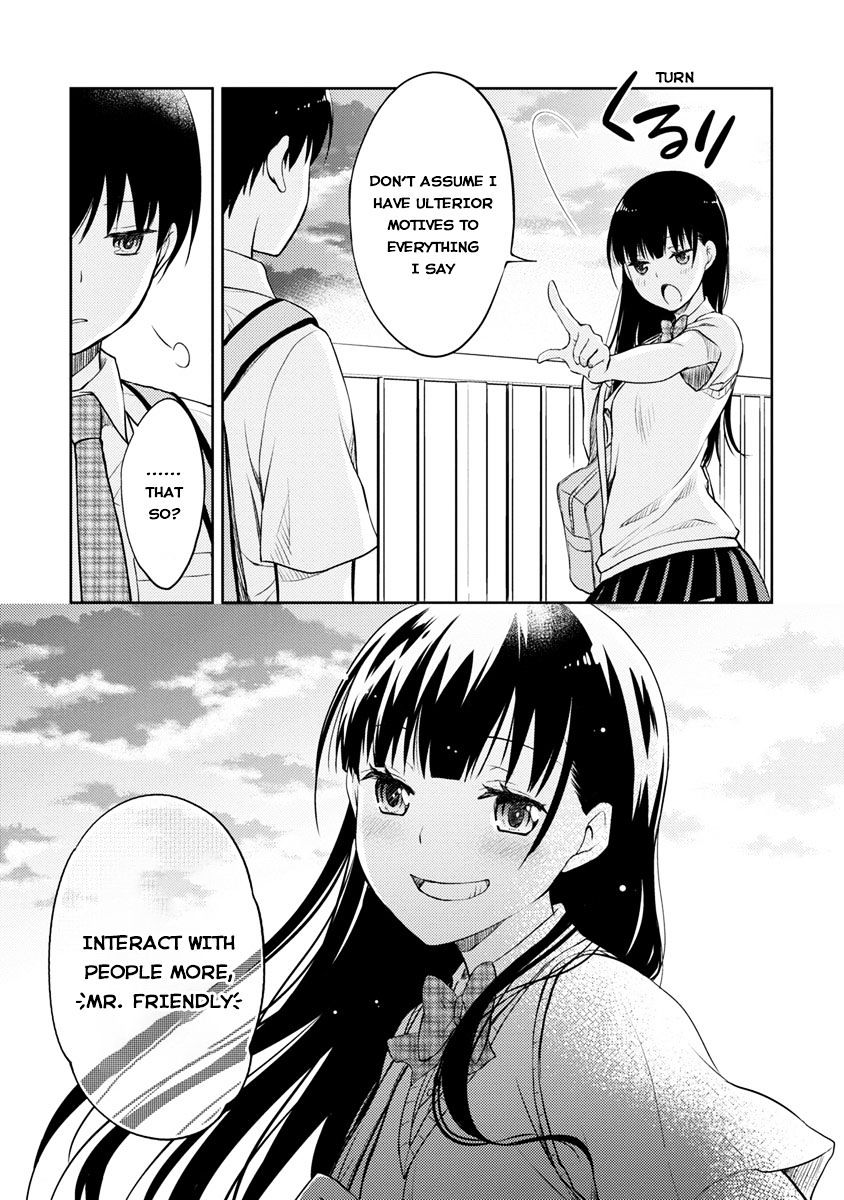 TURN
くるり
DON'T ASSUME I
HAVE ULTERIOR
MOTIVES TO
EVERYTHING
I SAY
......
THAT
SO?
INTERACT WITH
PEOPLE MORE,
MR. FRIENDLY